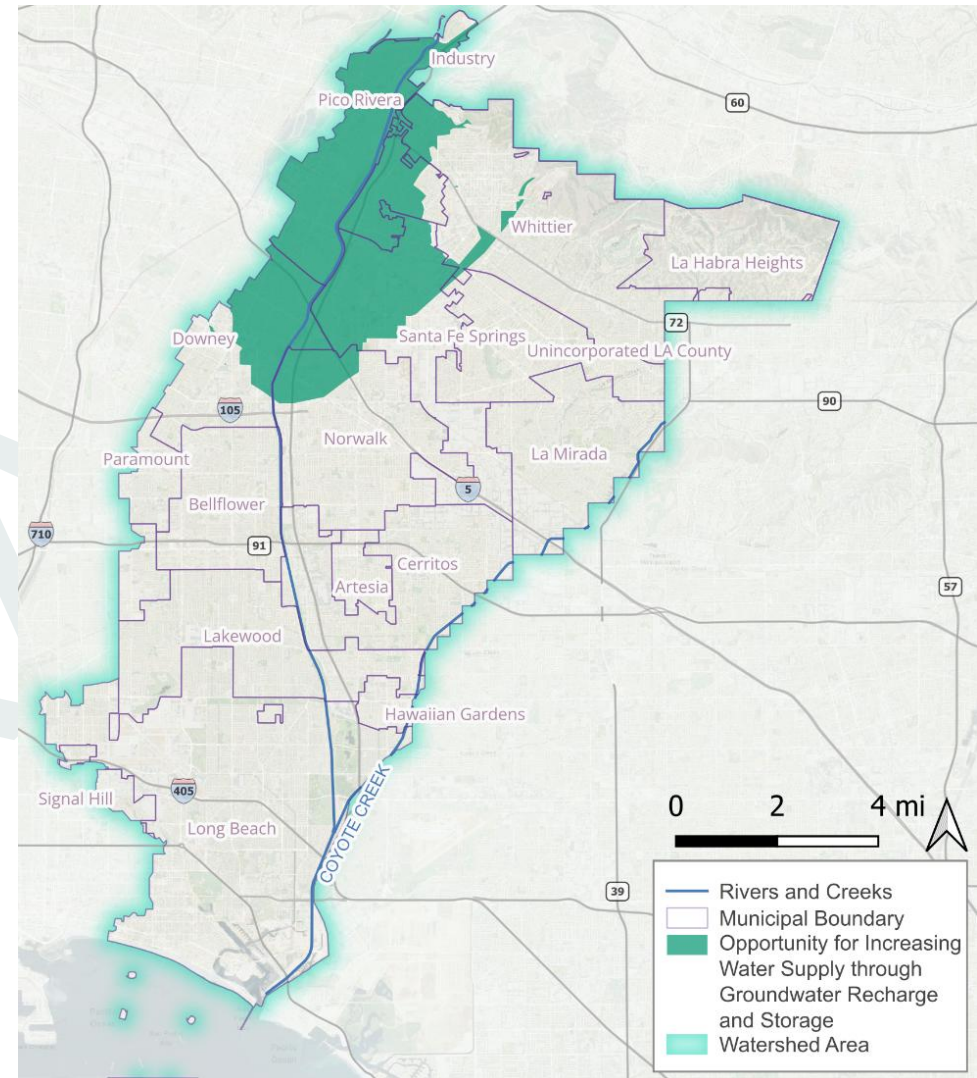 Industry
60
Pico Rivera
Whittier
La Habra Heights
72
Downey
Santa Fe Springs
Unincorporated LA County
105
90
Norwalk
Paramount
La Mirada
5
Bellflower
710
91
Cerritos
57
Artesia
Lakewood
Hawaiian Gardens
405
Signal Hill
Long Beach
COYOTE CREEK
0 2 4 mi
39
Rivers and Creeks
Municipal Boundary
Opportunity for Increasing
Water Supply through
Groundwater Recharge
and Storage
Watershed Area